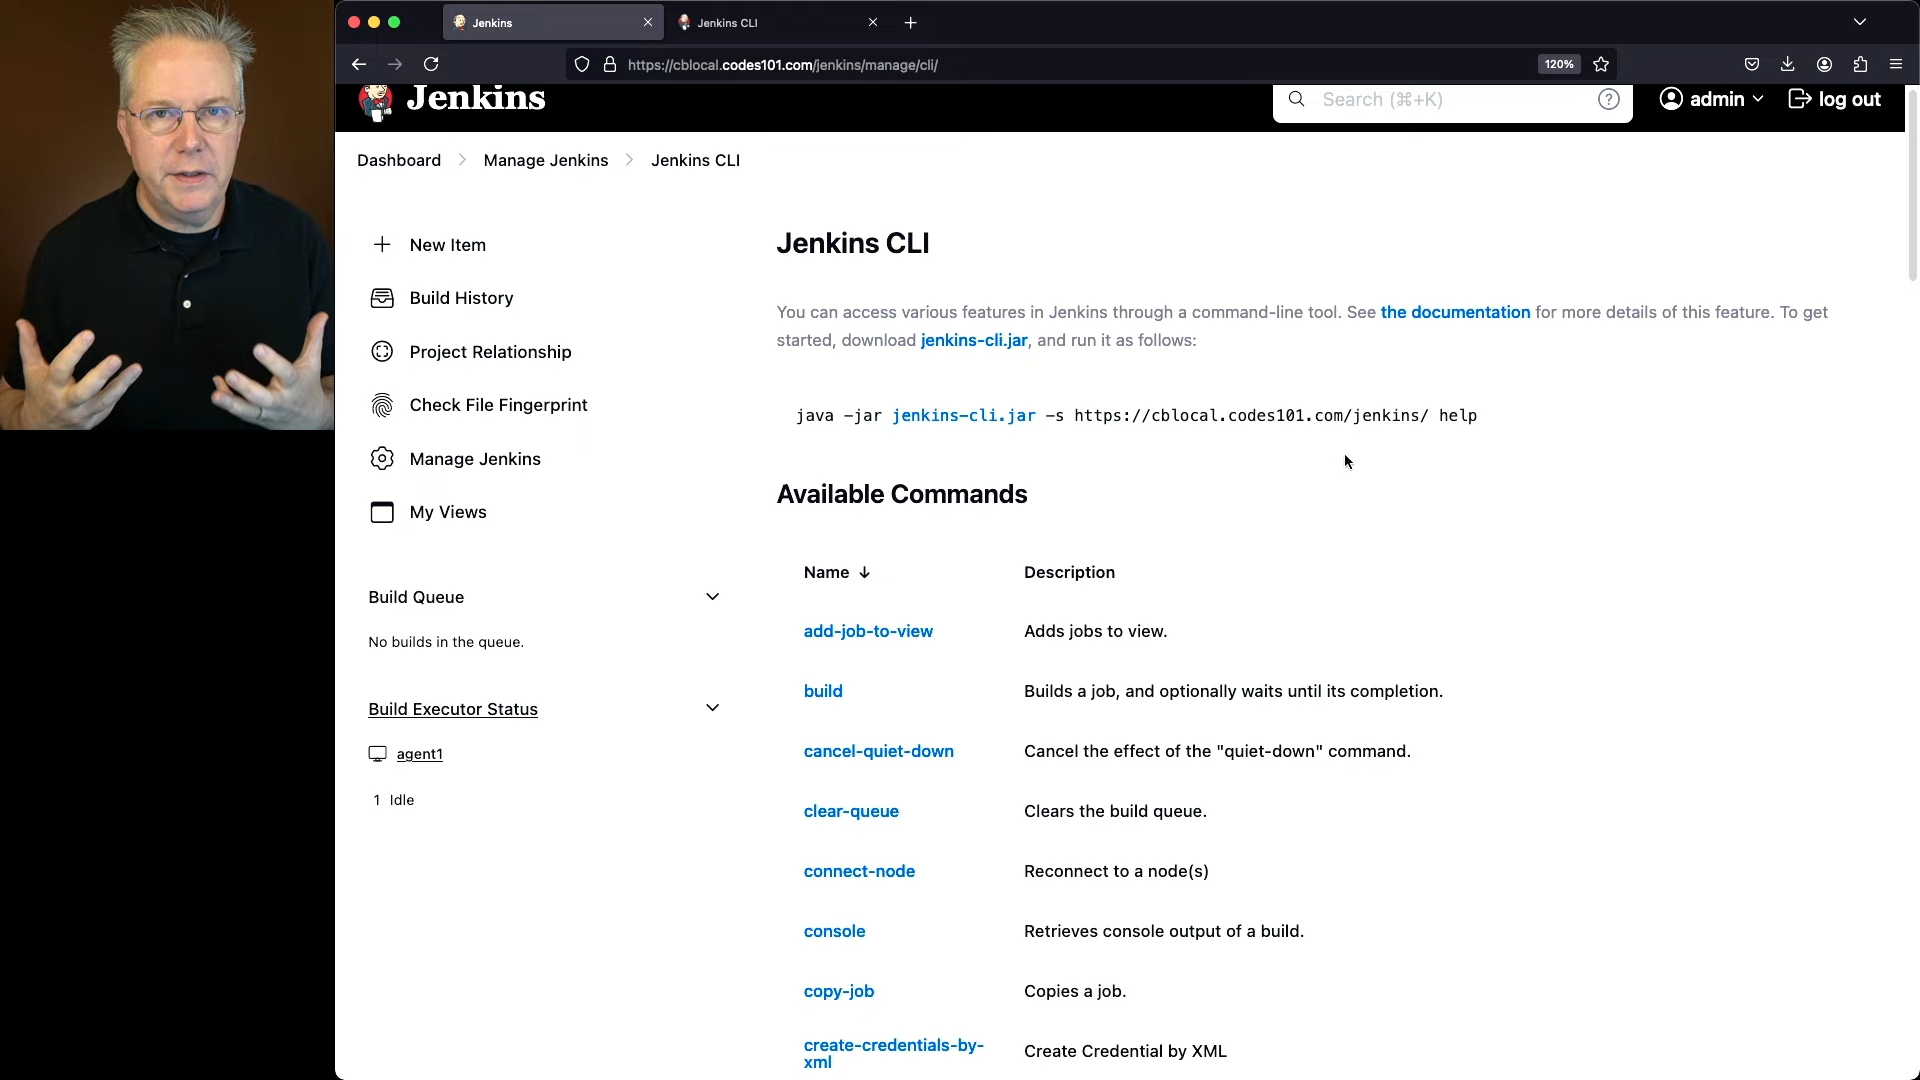 Jenkins
Jenkins CLI
https://cblocal.codes101.com/jenkins/manage/cli/
120%
Jenkins
Search (⌘+K)
admin
log out
Dashboard
Manage Jenkins
Jenkins CLI
New Item
Build History
Project Relationship
Check File Fingerprint
Manage Jenkins
My Views
Build Queue
No builds in the queue.
Build Executor Status
agent1
1 Idle
Jenkins CLI
You can access various features in Jenkins through a command-line tool. See the documentation for more details of this feature. To get
started, download jenkins-cli.jar, and run it as follows:
java -jar jenkins-cli.jar -s https://cblocal.codes101.com/jenkins/ help
Available Commands
Name ↓ Description
add-job-to-view Adds jobs to view.
build Builds a job, and optionally waits until its completion.
cancel-quiet-down Cancel the effect of the "quiet-down" command.
clear-queue Clears the build queue.
connect-node Reconnect to a node(s)
console Retrieves console output of a build.
copy-job Copies a job.
create-credentials-by-
xml Create Credential by XML